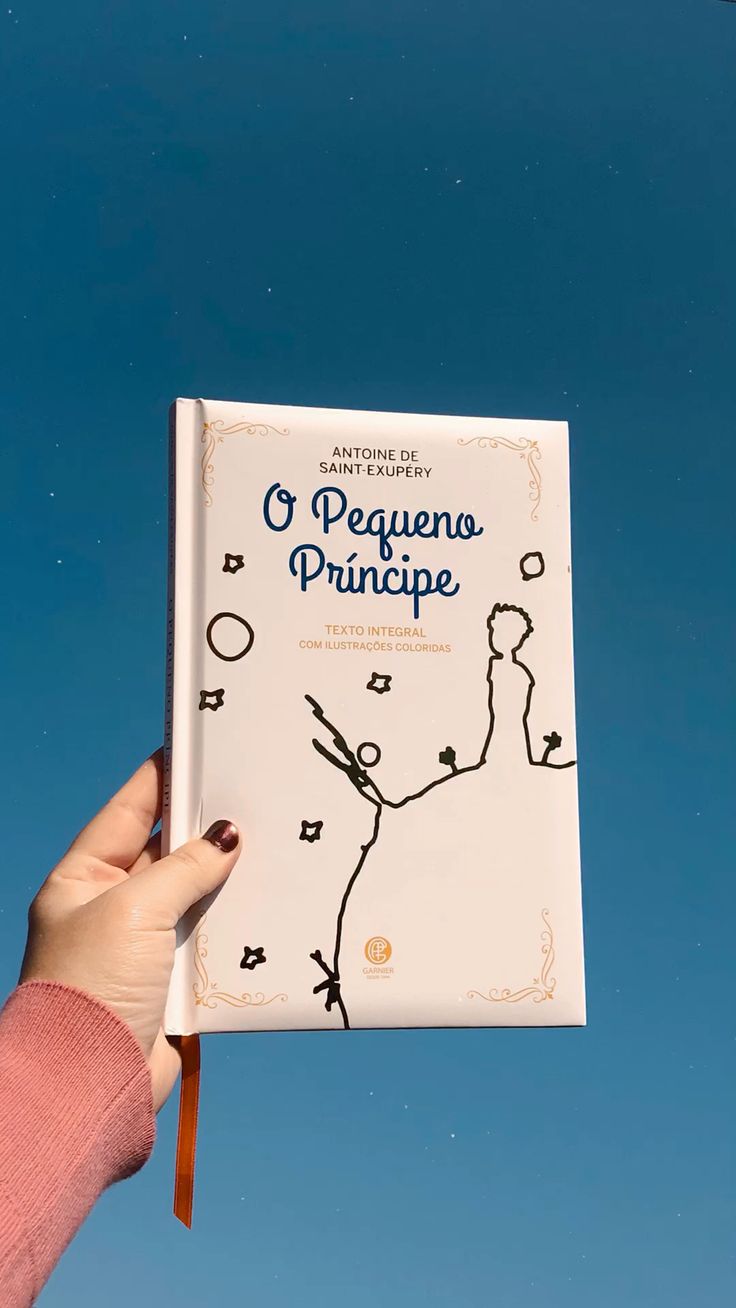 ANTOINE DE
SAINT-EXUPÉRY
O Pequeno
Príncipe
TEXTO INTEGRAL
COM ILUSTRAÇÕES COLORIDAS
GARNIER